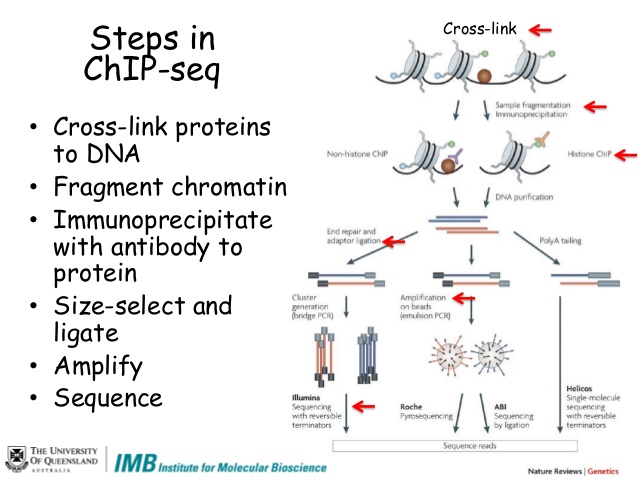 Steps in
ChIP-seq
• Cross-link proteins
to DNA
• Fragment chromatin
• Immunoprecipitate
with antibody to
protein
• Size-select and
ligate
• Amplify
• Sequence
Cross-link
Sample fragmentation
Immunoprecipitation
Non-histone ChIP
Histone ChIP
DNA purification
End repair and
adaptor ligation
PolyA tailing
Cluster
generation
(bridge PCR)
Amplification
on beads
(emulsion PCR)
Illumina
Sequencing
with reversible
terminators
Roche
Pyrosequencing
ABI
Sequencing
by ligation
Helicos
Single-molecule
sequencing
with reversible
terminators
Sequence reads
THE UNIVERSITY
OF QUEENSLAND
AUSTRALIA
IMB Institute for Molecular Bioscience
Nature Reviews | Genetics